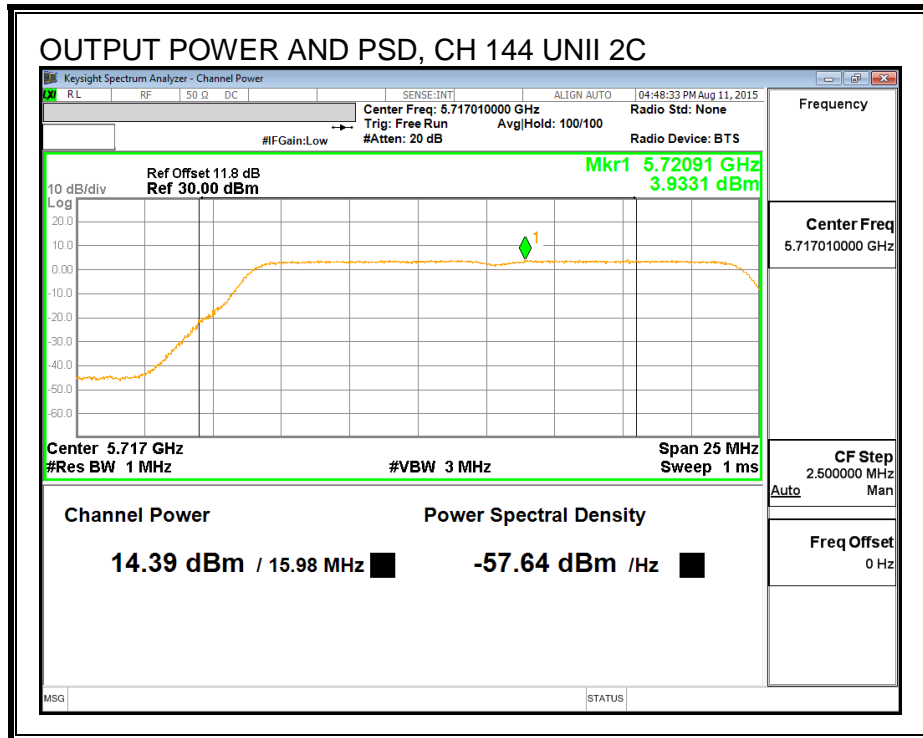 OUTPUT POWER AND PSD, CH 144 UNII 2C
Keysight Spectrum Analyzer - Channel Power
LXI RL RF 50 Ω DC SENSE:INT ALIGN AUTO 04:48:33 PM Aug 11, 2015
Center Freq: 5.717010000 GHz Radio Std: None
Trig: Free Run Avg|Hold: 100/100
#IFGain:Low #Atten: 20 dB Radio Device: BTS
Frequency
Mkr1 5.72091 GHz
3.9331 dBm
Ref Offset 11.8 dB
10 dB/div Ref 30.00 dBm
Log
20.0
10.0
0.00
-10.0
-20.0
-30.0
-40.0
-50.0
-60.0
1
Center 5.717 GHz Span 25 MHz
#Res BW 1 MHz #VBW 3 MHz Sweep 1 ms
Center Freq
5.717010000 GHz
CF Step
2.500000 MHz
Auto Man
Freq Offset
0 Hz
Channel Power Power Spectral Density
14.39 dBm / 15.98 MHz -57.64 dBm /Hz
MSG STATUS